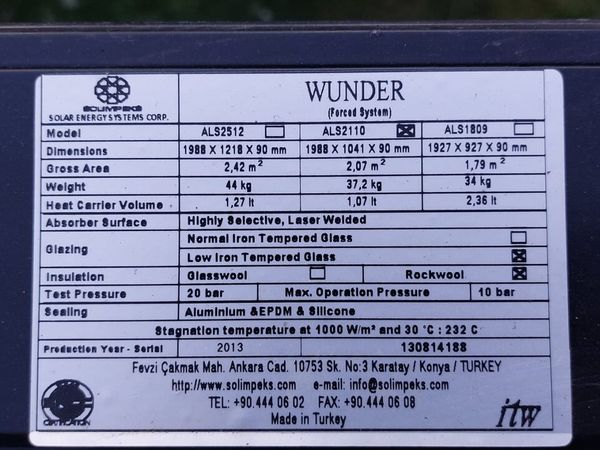 SOLIMPEKS
SOLAR ENERGY SYSTEMS CORP.
WUNDER
(Forced System)
Model ALS2512 ALS2110 ALS1809
Dimensions 1988 X 1218 X 90 mm 1988 X 1041 X 90 mm 1927 X 927 X 90 mm
Gross Area 2,42 m² 2,07 m² 1,79 m²
Weight 44 kg 37,2 kg 34 kg
Heat Carrier Volume 1,27 lt 1,07 lt 2,36 lt
Absorber Surface Highly Selective, Laser Welded
Glazing Normal Iron Tempered Glass
Low Iron Tempered Glass
Insulation Glasswool Rockwool
Test Pressure 20 bar Max. Operation Pressure 10 bar
Sealing Aluminium &EPDM & Silicone
Stagnation temperature at 1000 W/m² and 30 °C : 232 C
Production Year - Serial 2013 130814188
Fevzi Çakmak Mah. Ankara Cad. 10753 Sk. No:3 Karatay / Konya / TURKEY
http://www.solimpeks.com e-mail: info@solimpeks.com
TEL: +90.444 06 02 FAX: +90.444 06 08
Made in Turkey
CERTIFICATION
itw